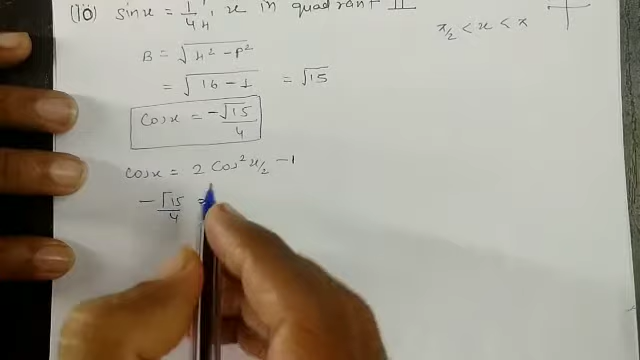 (10) sin x = 1/4, x in quadrant II
π/2 < x < π
B = √H² - P²
= √16 - 1 = √15
Cos x = -√15/4
cos x = 2 Cos² x/2 - 1
- √15/4 =